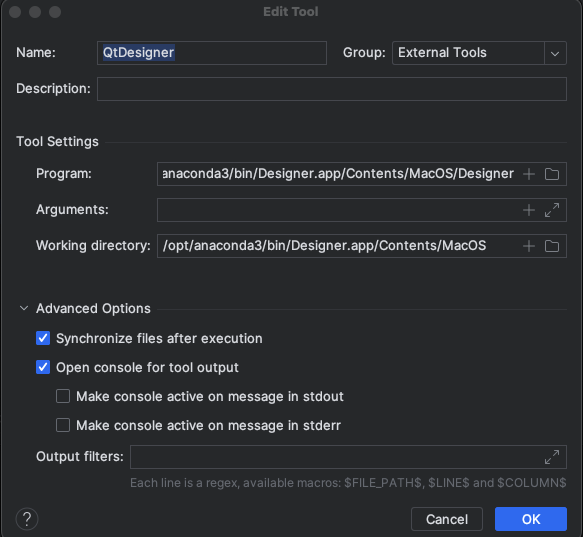 Edit Tool
Name: QtDesigner Group: External Tools
Description:
Tool Settings
Program: anaconda3/bin/Designer.app/Contents/MacOS/Designer
Arguments:
Working directory: /opt/anaconda3/bin/Designer.app/Contents/MacOS
Advanced Options
Synchronize files after execution
Open console for tool output
Make console active on message in stdout
Make console active on message in stderr
Output filters:
Each line is a regex, available macros: $FILE_PATH$, $LINE$ and $COLUMN$
? Cancel OK